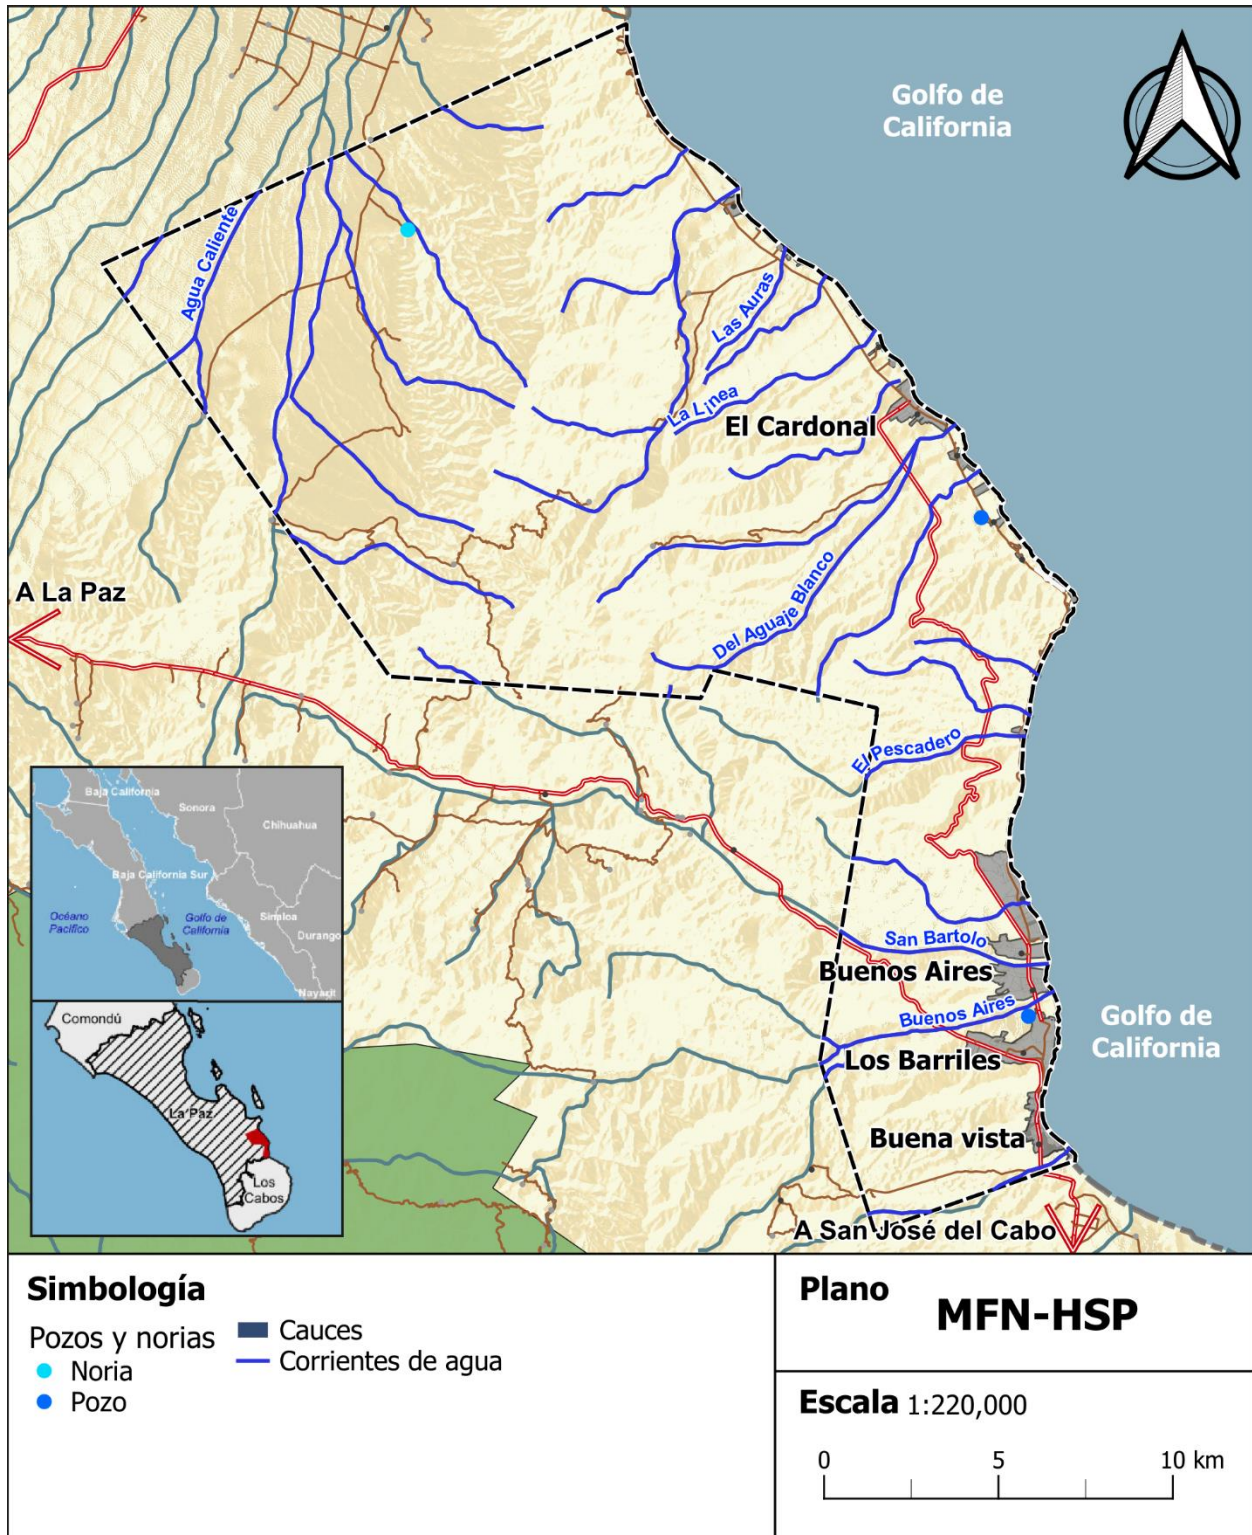 Golfo de
California
Agua Caliente
Las Auras
La L¡nea
El Cardonal
A La Paz
Del Aguaje Blanco
El Pescadero
Baja California
Sonora
Chihuahua
Baja California Sur
Océano
Pacífico
Golfo de
California
Sinaloa
Durango
Nayarit
San Bartolo
Buenos Aires
Buenos Aires
Golfo de
California
Los Barriles
Comondú
La Paz
Los
Cabos
Buena vista
A San José del Cabo
Simbología
Pozos y norias
Noria
Pozo
Cauces
Corrientes de agua
Plano
MFN-HSP
Escala 1:220,000
0 5 10 km